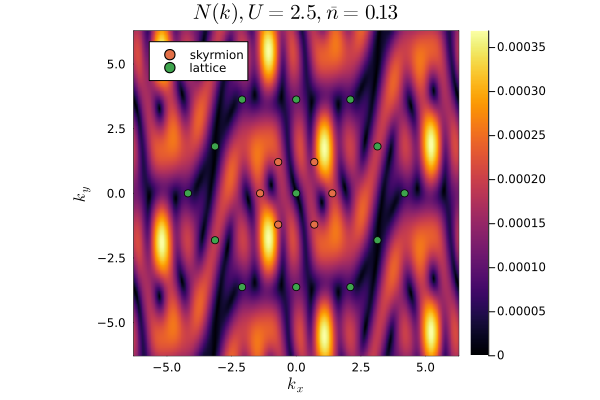 N(k), U = 2.5, n̄ = 0.13
skyrmion
lattice
5.0
2.5
0.0
−2.5
−5.0
k_y
−5.0 −2.5 0.0 2.5 5.0
k_x
0.00035
0.00030
0.00025
0.00020
0.00015
0.00010
0.00005
0